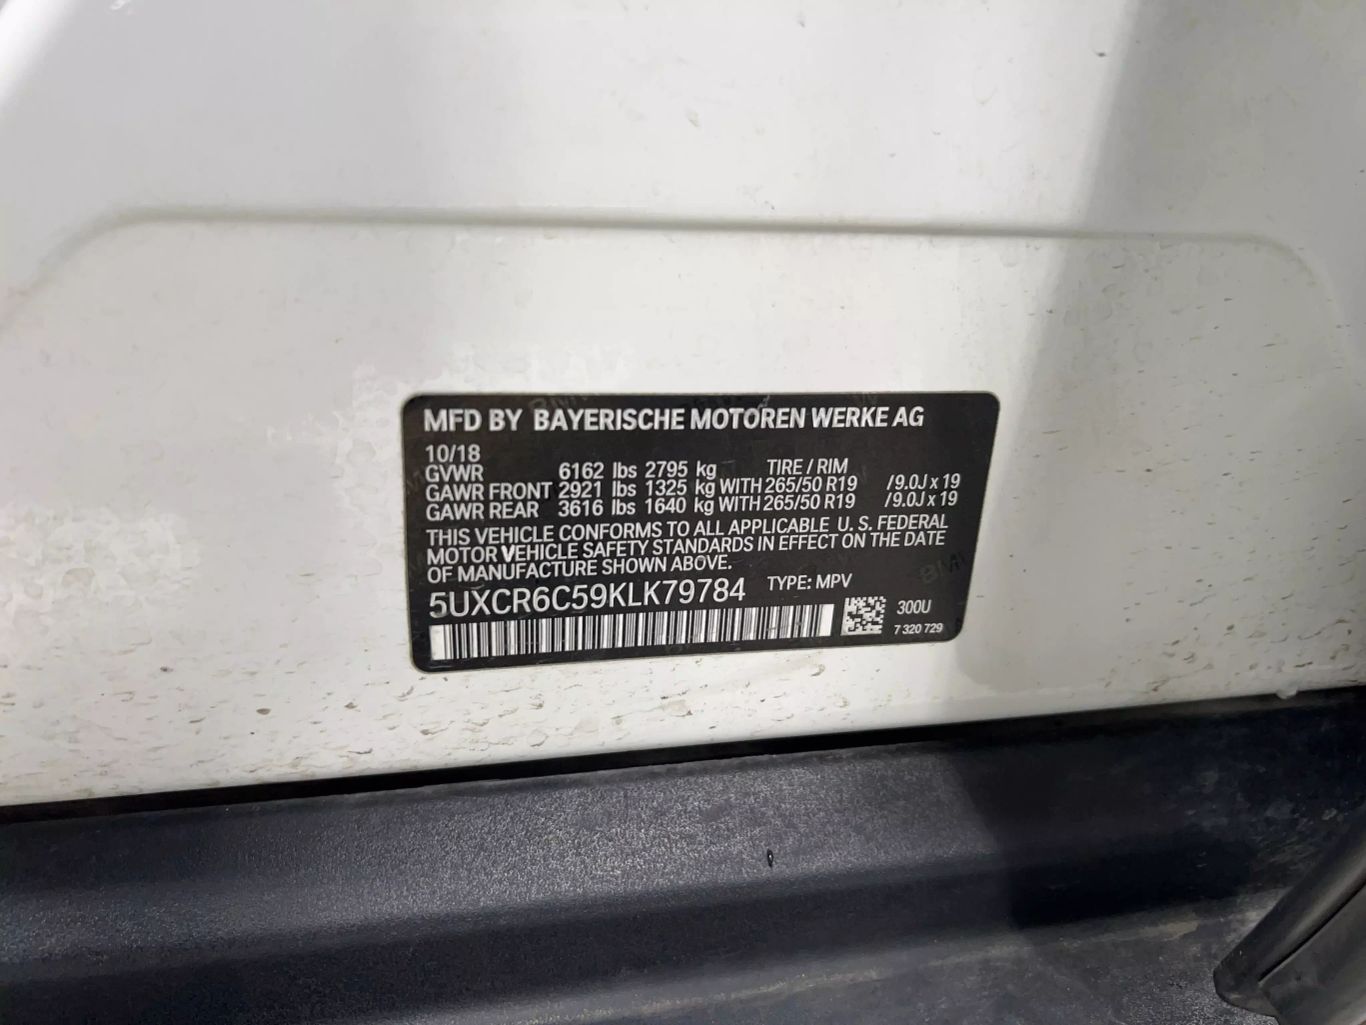 MFD BY BAYERISCHE MOTOREN WERKE AG
10/18
GVWR 6162 lbs 2795 kg TIRE / RIM
GAWR FRONT 2921 lbs 1325 kg WITH 265/50 R19 /9.0J x 19
GAWR REAR 3616 lbs 1640 kg WITH 265/50 R19 /9.0J x 19
THIS VEHICLE CONFORMS TO ALL APPLICABLE U. S. FEDERAL
MOTOR VEHICLE SAFETY STANDARDS IN EFFECT ON THE DATE
OF MANUFACTURE SHOWN ABOVE.
5UXCR6C59KLK79784 TYPE: MPV
300U
7 320 729